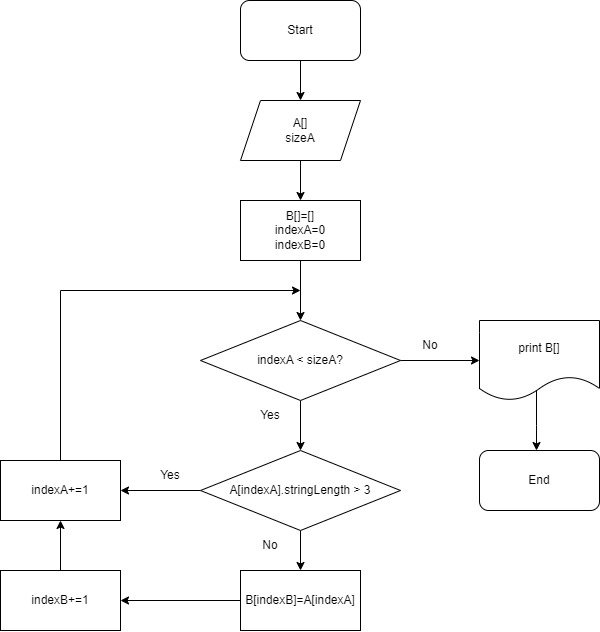 Start
A[]
sizeA
B[]=[]
indexA=0
indexB=0
indexA < sizeA?
No
print B[]
Yes
End
A[indexA].stringLength > 3
Yes
indexA+=1
No
B[indexB]=A[indexA]
indexB+=1